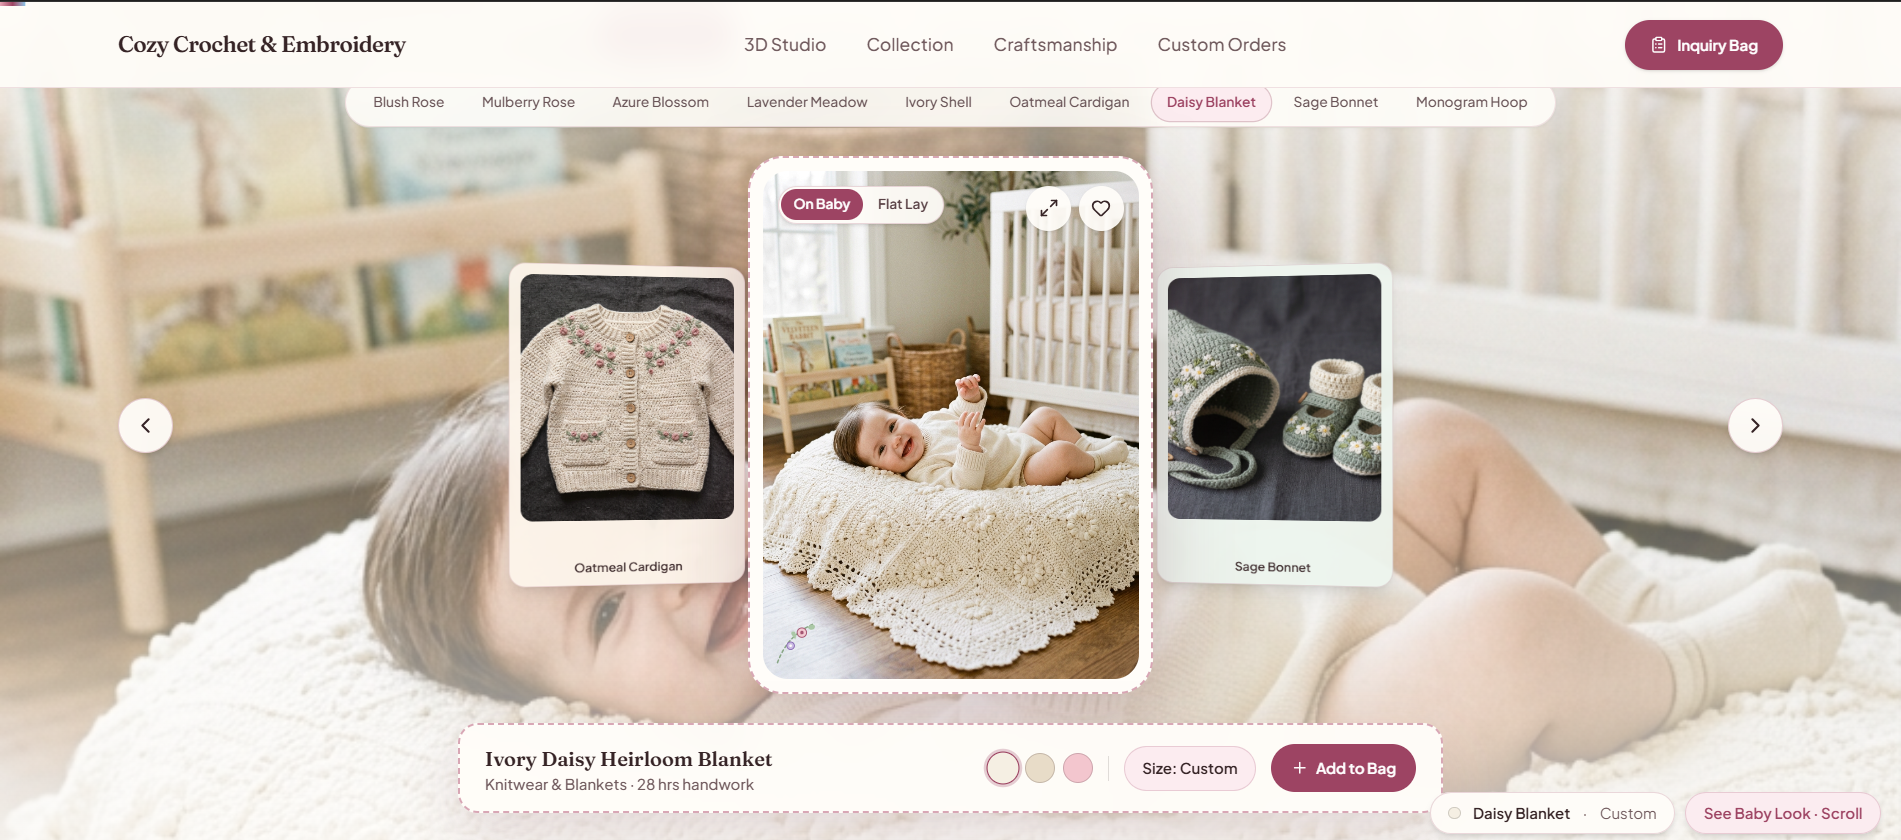 Cozy Crochet & Embroidery
3D Studio
Collection
Craftsmanship
Custom Orders
Inquiry Bag
Blush Rose
Mulberry Rose
Azure Blossom
Lavender Meadow
Ivory Shell
Oatmeal Cardigan
Daisy Blanket
Sage Bonnet
Monogram Hoop
On Baby
Flat Lay
Oatmeal Cardigan
Sage Bonnet
Ivory Daisy Heirloom Blanket
Knitwear & Blankets · 28 hrs handwork
Size: Custom
+ Add to Bag
Daisy Blanket · Custom
See Baby Look · Scroll